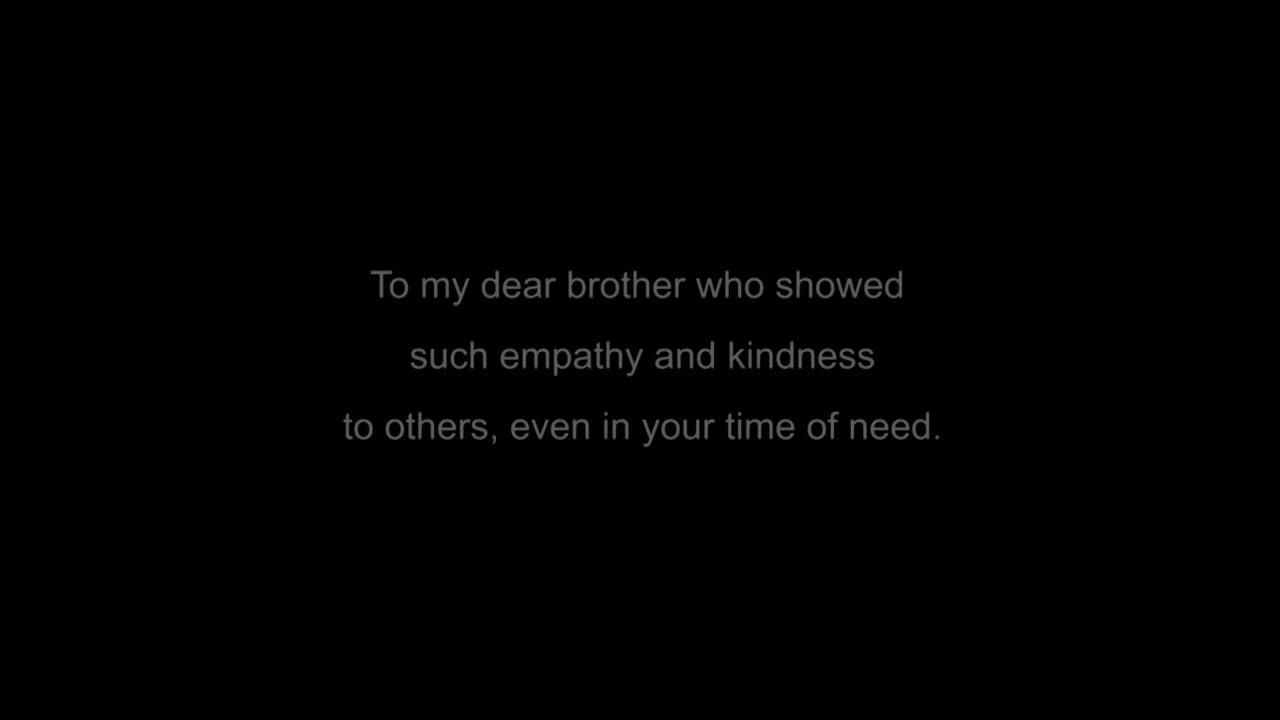 To my dear brother who showed
such empathy and kindness
to others, even in your time of need.